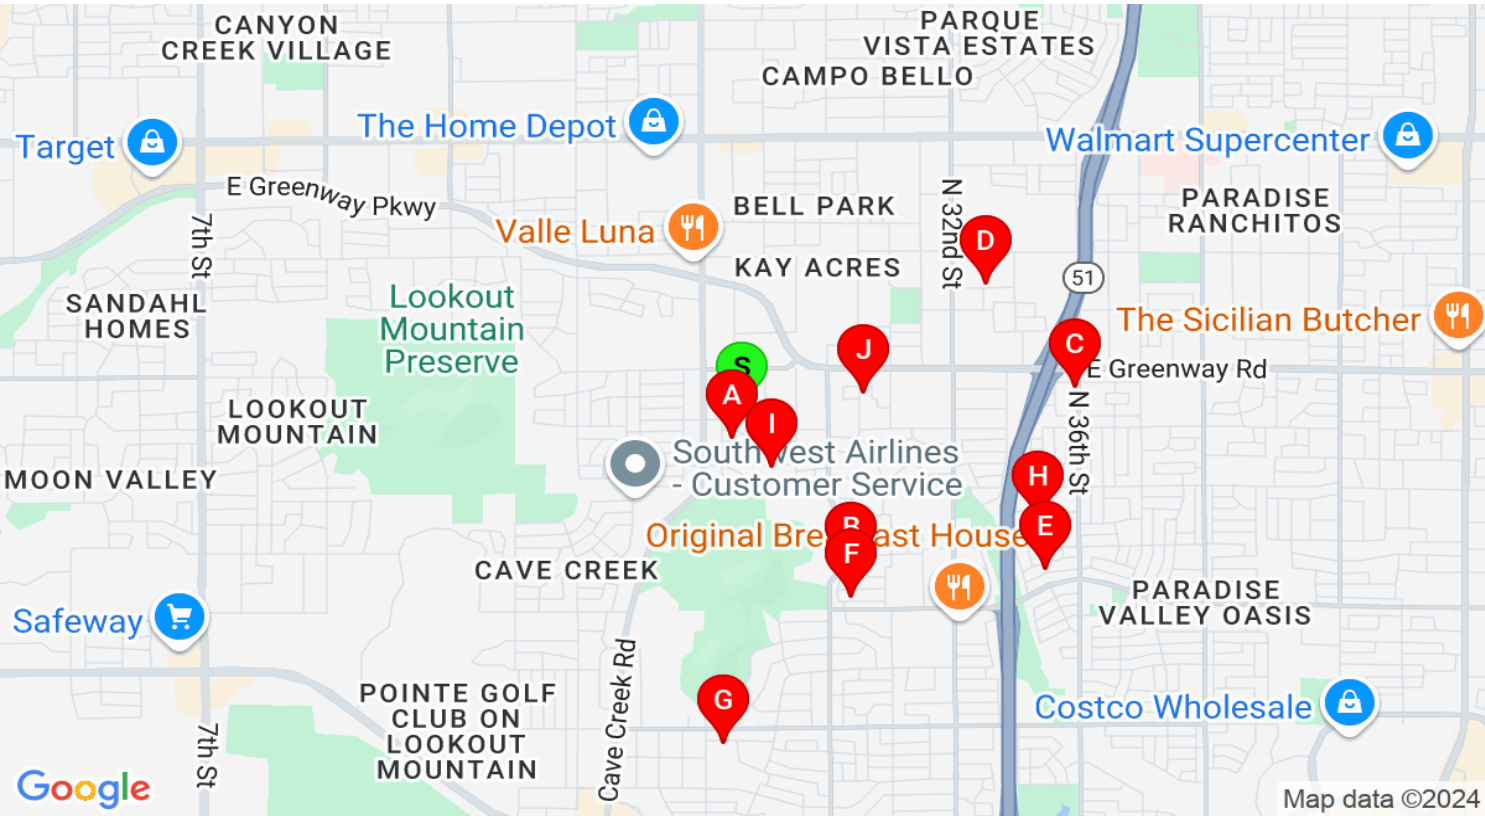 CANYON
CREEK VILLAGE
PARQUE
VISTA ESTATES
CAMPO BELLO
Target
The Home Depot
Walmart Supercenter
E Greenway Pkwy
7th St
Valle Luna
BELL PARK
N 32nd St
D
PARADISE
RANCHITOS
KAY ACRES
51
SANDAHL
HOMES
Lookout
Mountain
Preserve
The Sicilian Butcher
S
J
C
E Greenway Rd
A
I
LOOKOUT
MOUNTAIN
N 36th St
MOON VALLEY
Southwest Airlines
- Customer Service
H
B
E
Original Breakfast House
F
CAVE CREEK
PARADISE
VALLEY OASIS
Safeway
Cave Creek Rd
G
POINTE GOLF
CLUB ON
LOOKOUT
MOUNTAIN
Costco Wholesale
7th St
Google
Map data ©2024